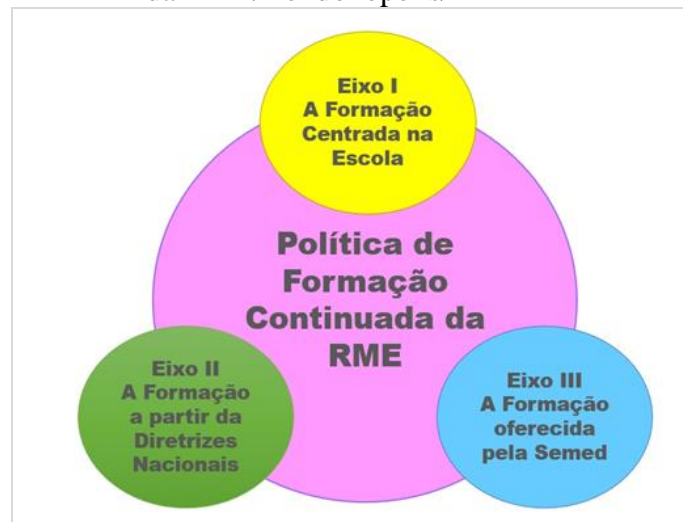 Eixo I
A Formação
Centrada na
Escola
Política de
Formação
Continuada da
RME
Eixo II
A Formação
a partir da
Diretrizes
Nacionais
Eixo III
A Formação
oferecida
pela Semed